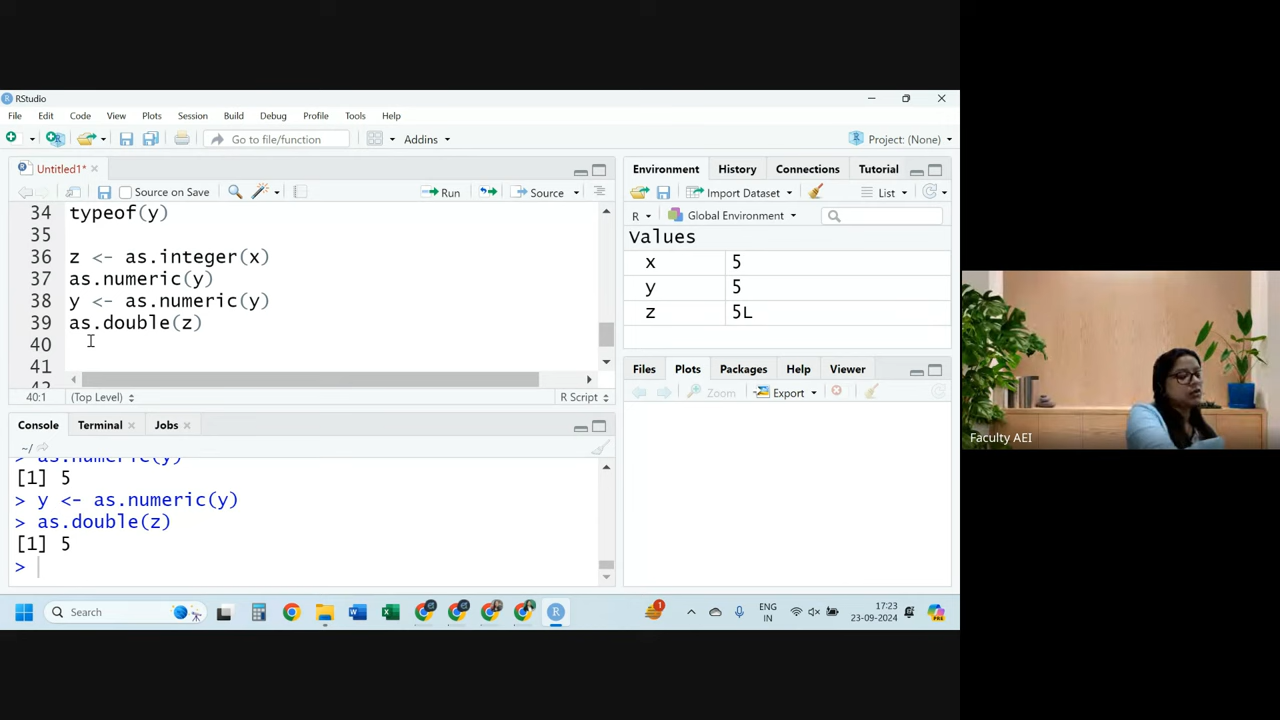 RStudio
File Edit Code View Plots Session Build Debug Profile Tools Help
Go to file/function Addins Project: (None)
Untitled1*
Source on Save Run Source
34 typeof(y)
35
36 z <- as.integer(x)
37 as.numeric(y)
38 y <- as.numeric(y)
39 as.double(z)
40
41
40:1 (Top Level) R Script
Console Terminal Jobs
~/
> as.numeric(y)
[1] 5
> y <- as.numeric(y)
> as.double(z)
[1] 5
>
Environment History Connections Tutorial
Import Dataset List
R Global Environment
Values
x 5
y 5
z 5L
Files Plots Packages Help Viewer
Zoom Export
Faculty AEI
Search
1
ENG
IN
17:23
23-09-2024